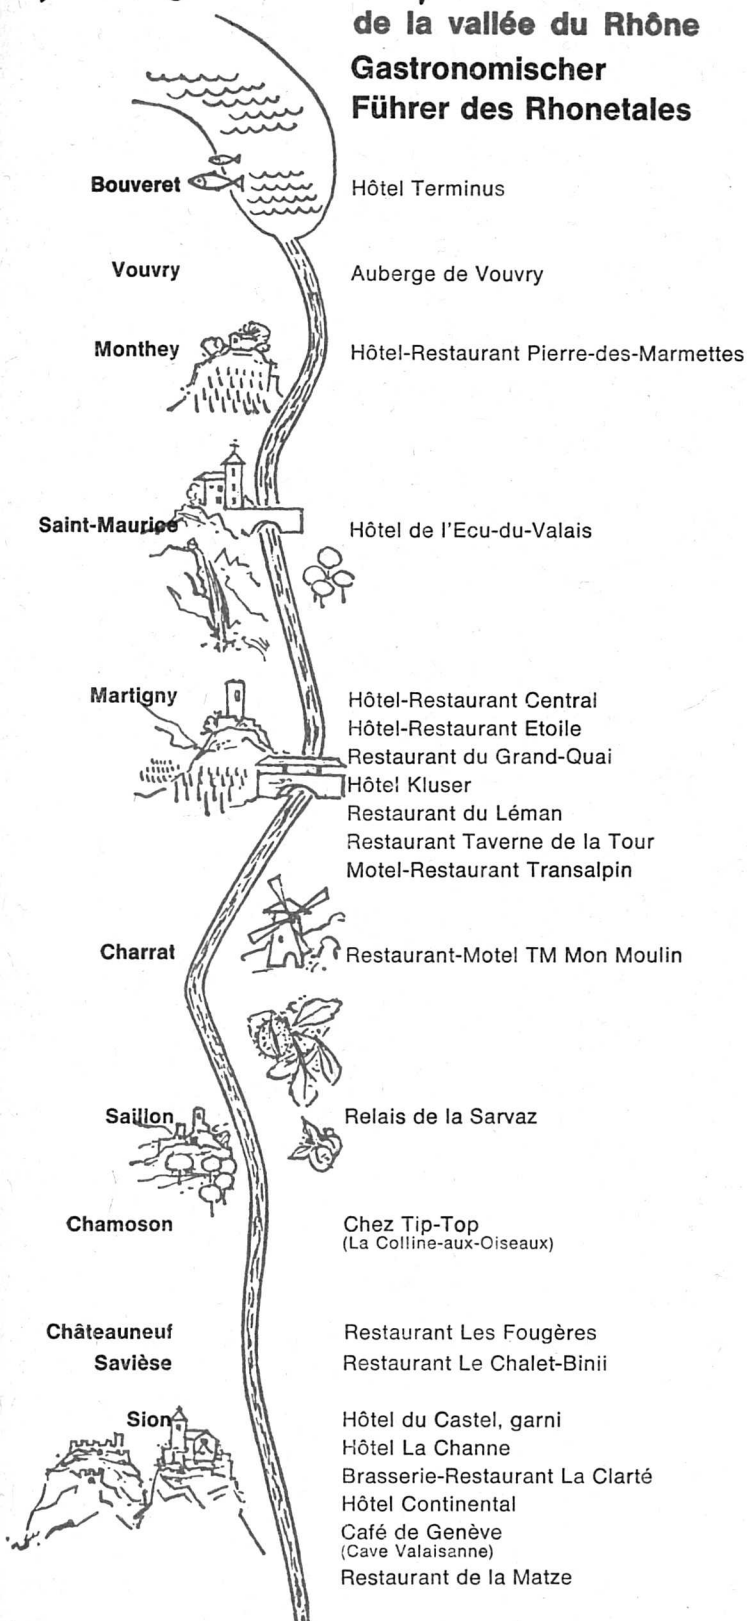 de la vallée du Rhône
Gastronomischer
Führer des Rhonetales
Bouveret Hôtel Terminus
Vouvry Auberge de Vouvry
Monthey Hôtel-Restaurant Pierre-des-Marmettes
Saint-Maurice Hôtel de l'Ecu-du-Valais
Martigny Hôtel-Restaurant Central
Hôtel-Restaurant Etoile
Restaurant du Grand-Quai
Hôtel Kluser
Restaurant du Léman
Restaurant Taverne de la Tour
Motel-Restaurant Transalpin
Charrat Restaurant-Motel TM Mon Moulin
Saillon Relais de la Sarvaz
Chamoson Chez Tip-Top
(La Colline-aux-Oiseaux)
Châteauneuf Restaurant Les Fougères
Savièse Restaurant Le Chalet-Binii
Sion Hôtel du Castel, garni
Hôtel La Channe
Brasserie-Restaurant La Clarté
Hôtel Continental
Café de Genève
(Cave Valaisanne)
Restaurant de la Matze